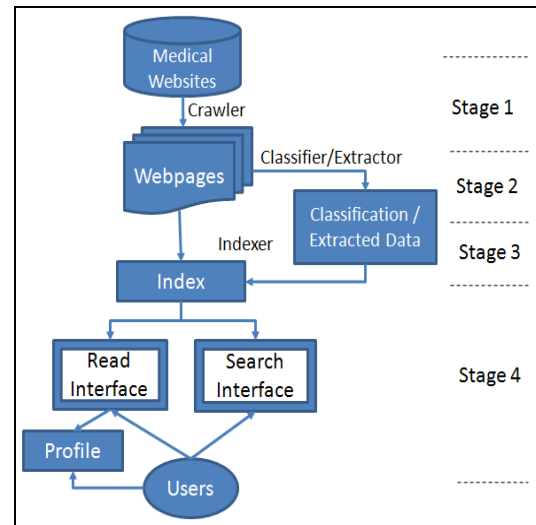 Medical
Websites
Crawler
Stage 1
Classifier/Extractor
Webpages
Stage 2
Classification /
Extracted Data
Indexer
Stage 3
Index
Read
Interface
Search
Interface
Stage 4
Profile
Users